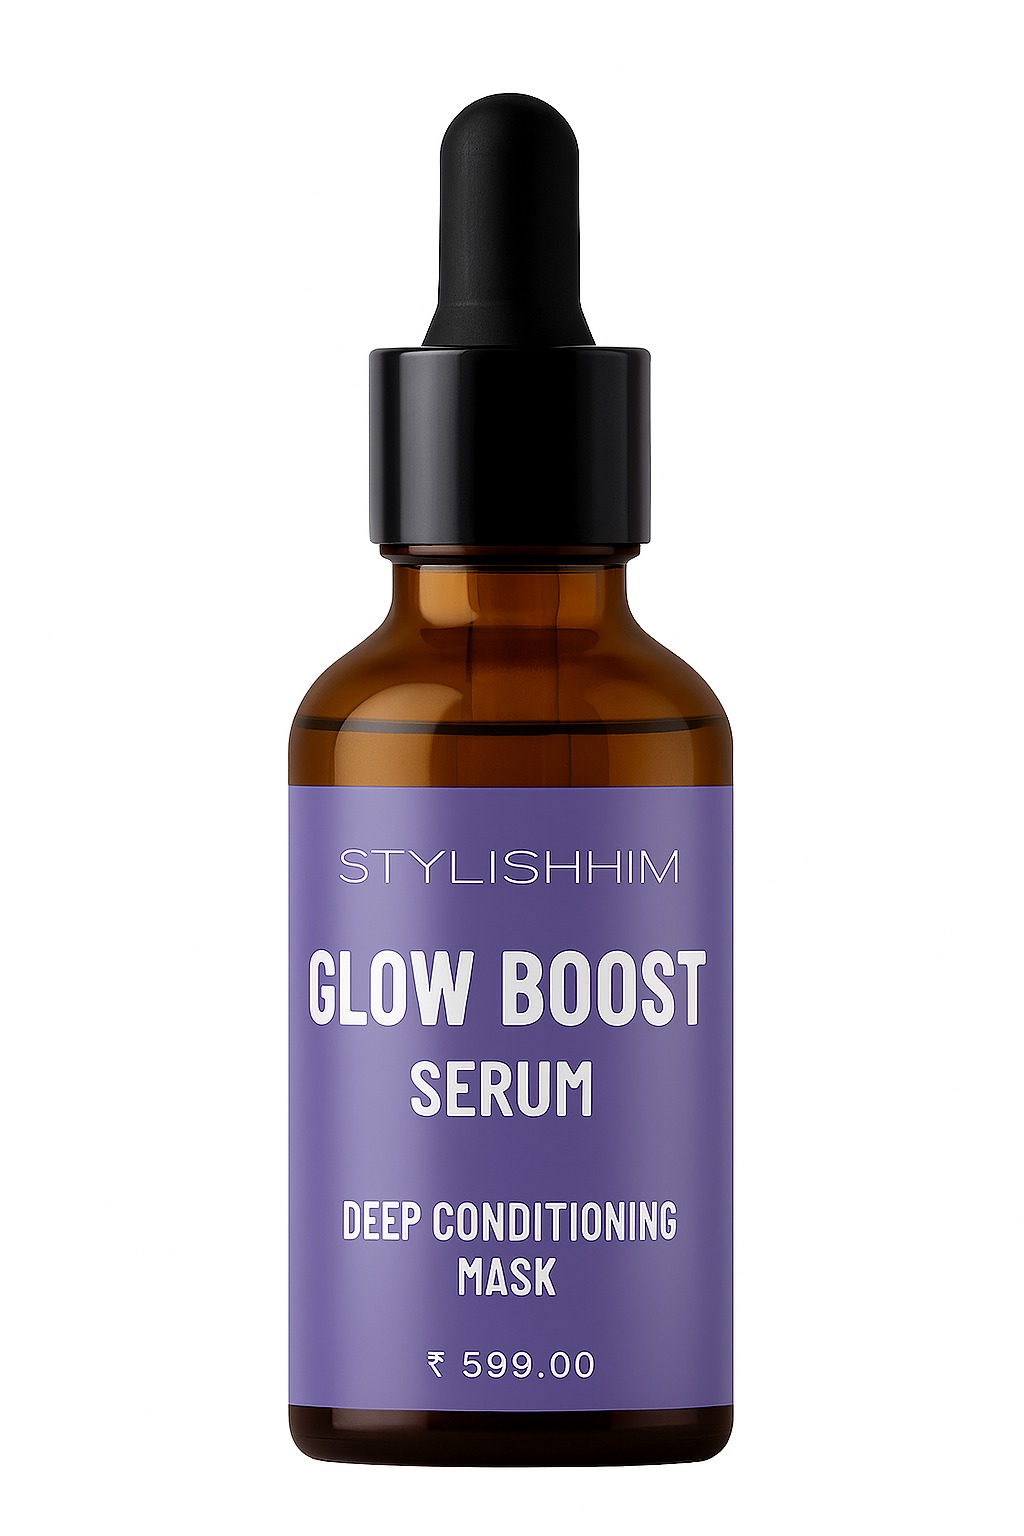 STYLISHHIM
GLOW BOOST
SERUM
DEEP CONDITIONING
MASK
₹ 599.00